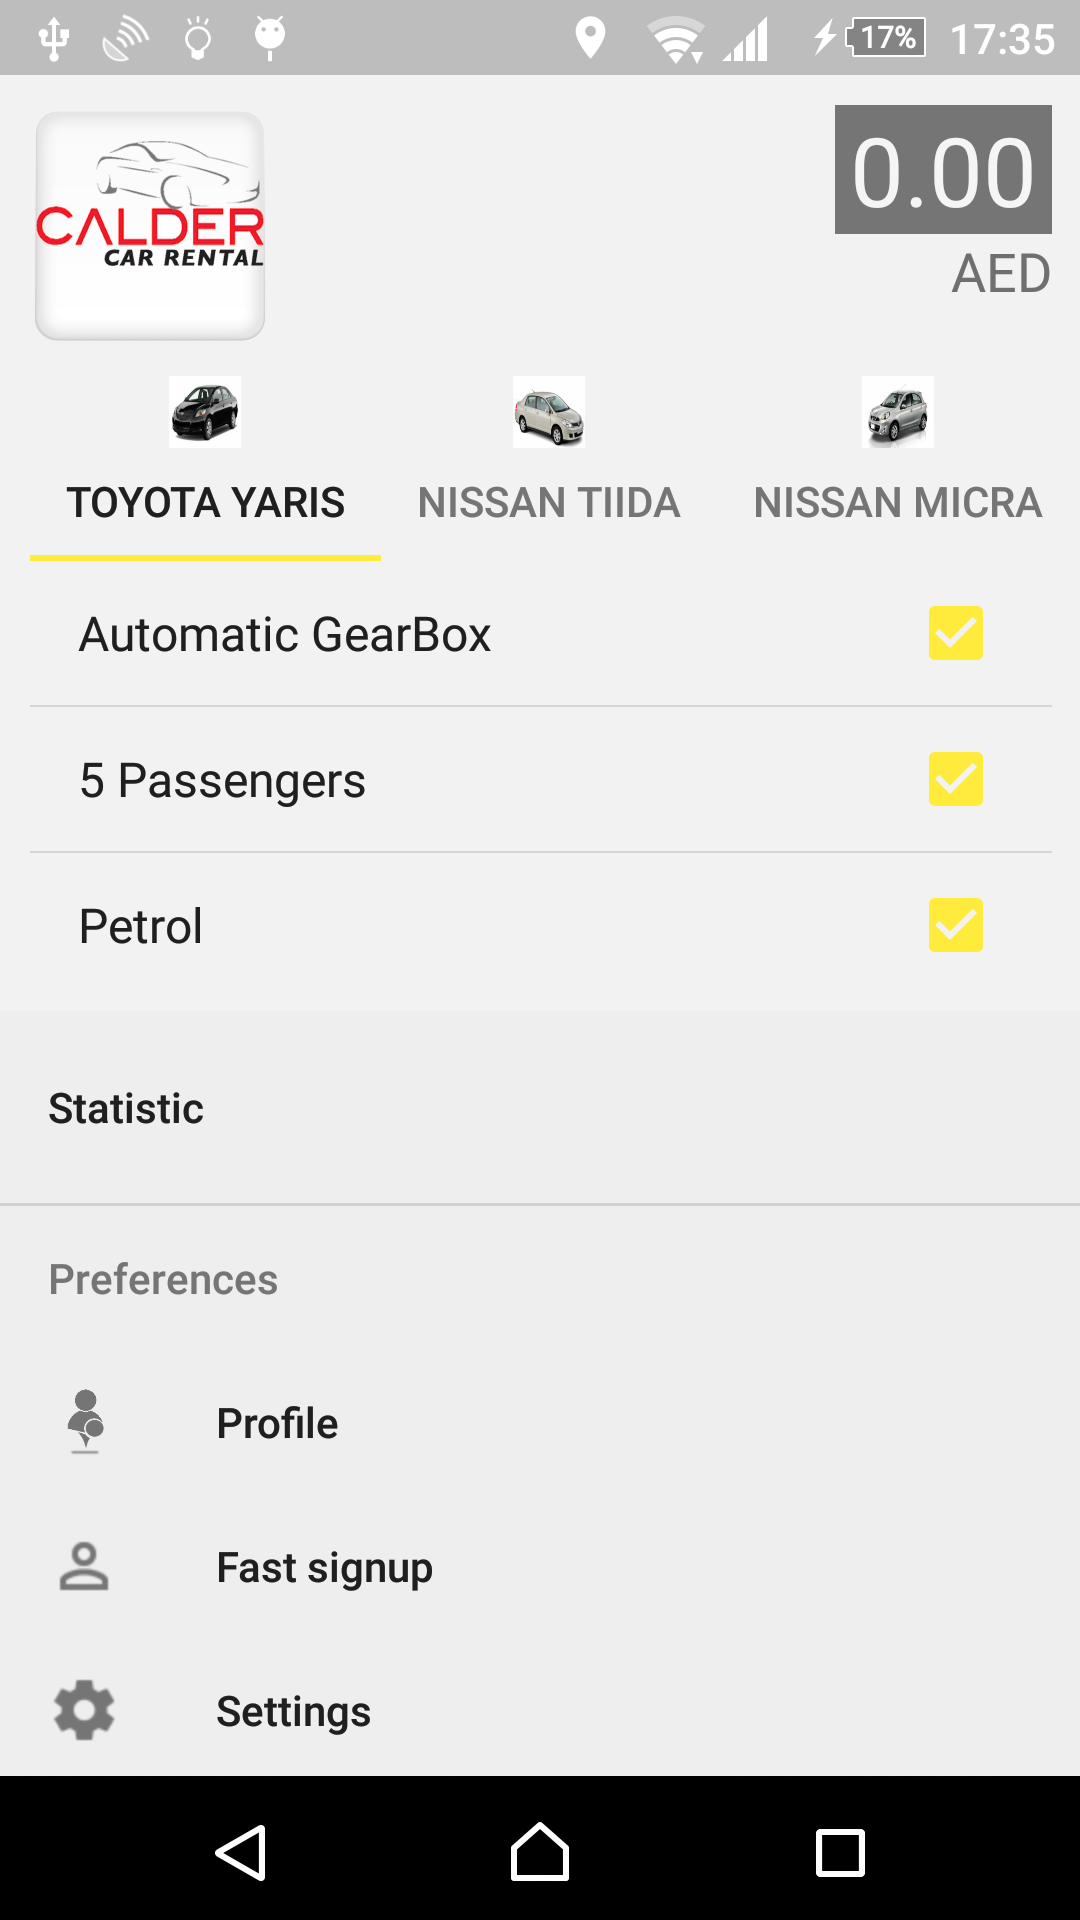 17%
17:35
CALDER
CAR RENTAL
0.00
AED
TOYOTA YARIS
NISSAN TIIDA
NISSAN MICRA
Automatic GearBox
5 Passengers
Petrol
Statistic
Preferences
Profile
Fast signup
Settings